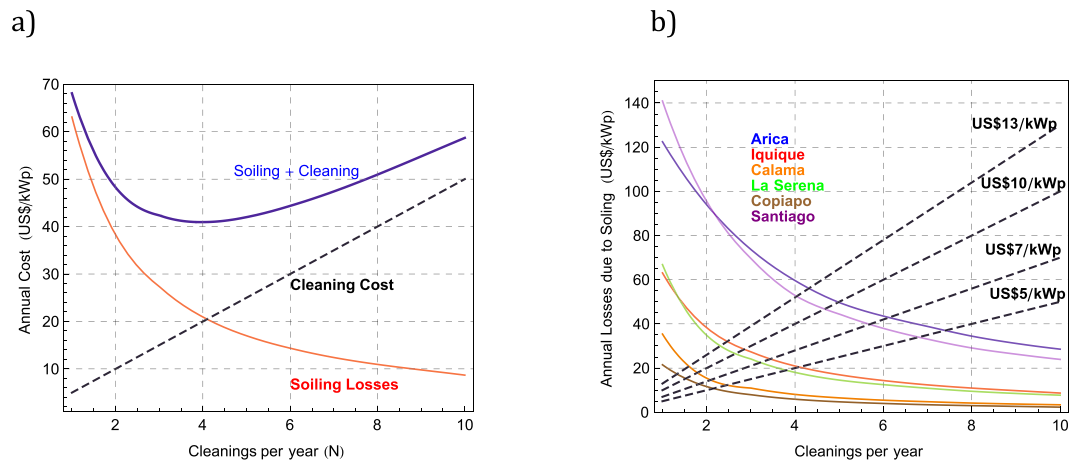 a)
70
60
50
40
30
20
10
Annual Cost (US$/kWp)
Soiling + Cleaning
Cleaning Cost
Soiling Losses
2 4 6 8 10
Cleanings per year (N)
b)
140
120
100
80
60
40
20
0
Annual Losses due to Soling (US$/kWp)
Arica
Iquique
Calama
La Serena
Copiapo
Santiago
US$13/kWp
US$10/kWp
US$7/kWp
US$5/kWp
2 4 6 8 10
Cleanings per year